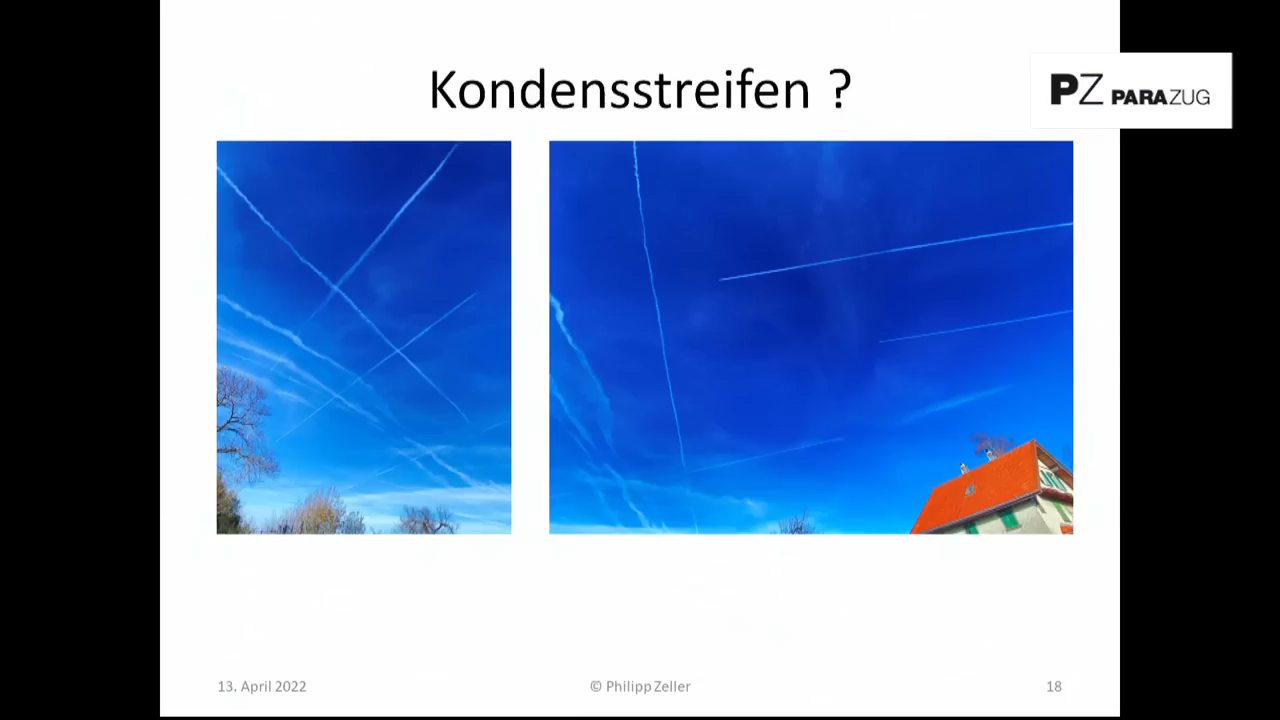 Kondensstreifen ?
PZ PARAZUG
13. April 2022
© Philipp Zeller
18